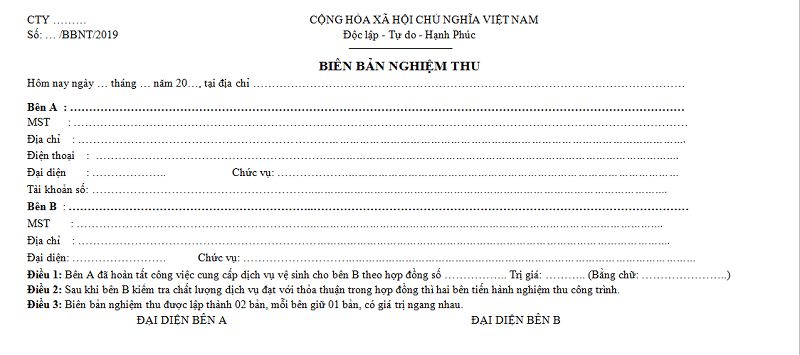 CTY ………
CỘNG HÒA XÃ HỘI CHỦ NGHĨA VIỆT NAM
Số: … /BBNT/2019
Độc lập - Tự do - Hạnh Phúc
BIÊN BẢN NGHIỆM THU
Hôm nay ngày … tháng … năm 20…, tại địa chỉ ……………………………………………………………………………
Bên A : ……………………………………………………………………………………………………………
MST : ……………………………………………………………………………………………………………
Địa chỉ : ……………………………………………………………………………………………………………
Điện thoại : …………………………………………………………………………………………………………
Đại diện : ………………… Chức vụ: ………………………………………………………………………
Tài khoản số: ………………………………………………………………………………………………………
Bên B : ……………………………………………………………………………………………………………
MST : ……………………………………………………………………………………………………………
Địa chỉ : ……………………………………………………………………………………………………………
Đại diện: ………………… Chức vụ: ………………………………………………………………………………
Điều 1: Bên A đã hoàn tất công việc cung cấp dịch vụ vệ sinh cho bên B theo hợp đồng số ………………… Trị giá: …………… (Bằng chữ: …………………..)
Điều 2: Sau khi bên B kiểm tra chất lượng dịch vụ đạt với thỏa thuận trong hợp đồng thì hai bên tiến hành nghiệm thu công trình.
Điều 3: Biên bản nghiệm thu được lập thành 02 bản, mỗi bên giữ 01 bản, có giá trị ngang nhau.
ĐẠI DIỆN BÊN A
ĐẠI DIỆN BÊN B